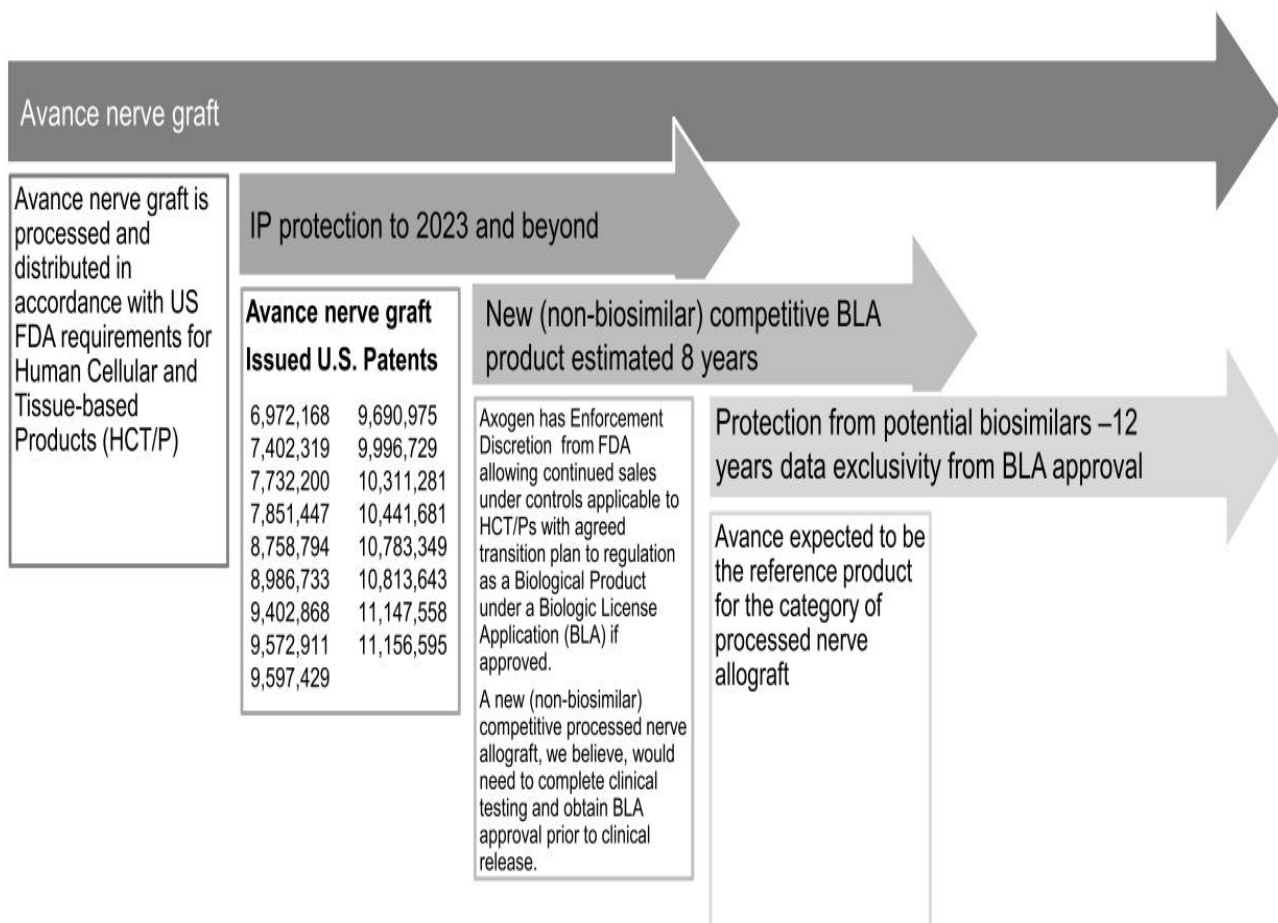 Avance nerve graft
Avance nerve graft is
processed and
distributed in
accordance with US
FDA requirements for
Human Cellular and
Tissue-based
Products (HCT/P)
IP protection to 2023 and beyond
Avance nerve graft
Issued U.S. Patents
6,972,168 9,690,975
7,402,319 9,996,729
7,732,200 10,311,281
7,851,447 10,441,681
8,758,794 10,783,349
8,986,733 10,813,643
9,402,868 11,147,558
9,572,911 11,156,595
9,597,429
New (non-biosimilar) competitive BLA
product estimated 8 years
Axogen has Enforcement
Discretion from FDA
allowing continued sales
under controls applicable to
HCT/Ps with agreed
transition plan to regulation
as a Biological Product
under a Biologic License
Application (BLA) if
approved.
A new (non-biosimilar)
competitive processed nerve
allograft, we believe, would
need to complete clinical
testing and obtain BLA
approval prior to clinical
release.
Protection from potential biosimilars –12
years data exclusivity from BLA approval
Avance expected to be
the reference product
for the category of
processed nerve
allograft